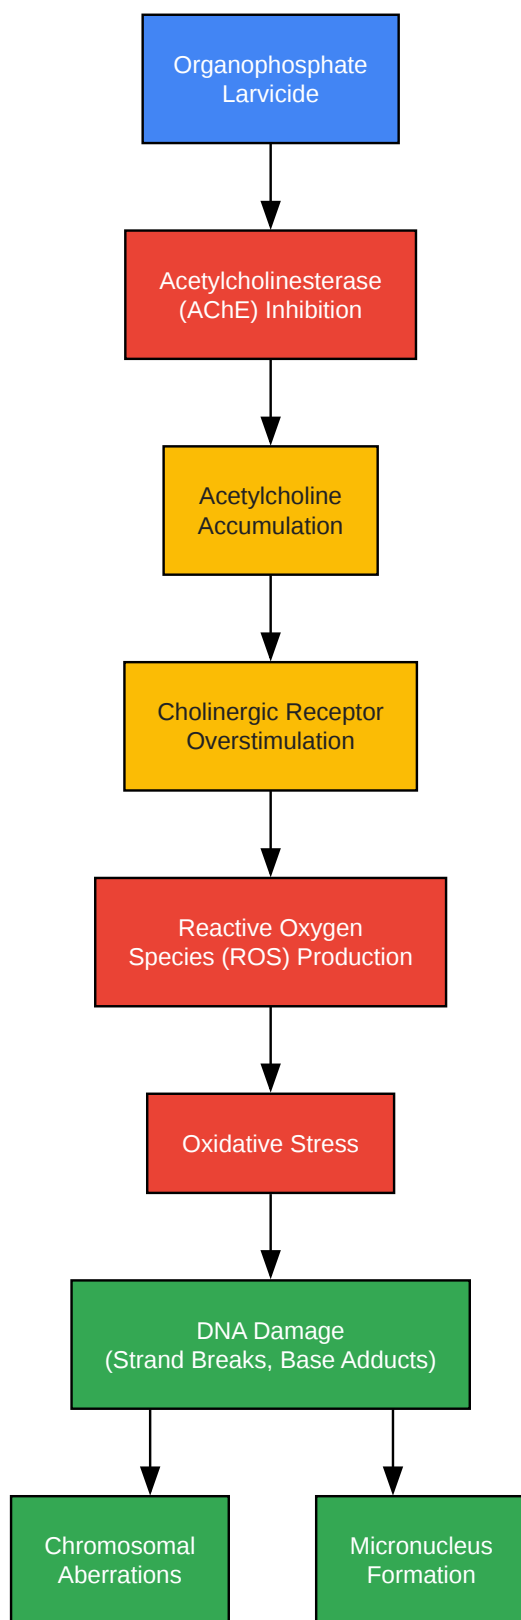 Organophosphate
Larvicide
Acetylcholinesterase
(AChE) Inhibition
Acetylcholine
Accumulation
Cholinergic Receptor
Overstimulation
Reactive Oxygen
Species (ROS) Production
Oxidative Stress
DNA Damage
(Strand Breaks, Base Adducts)
Chromosomal
Aberrations
Micronucleus
Formation